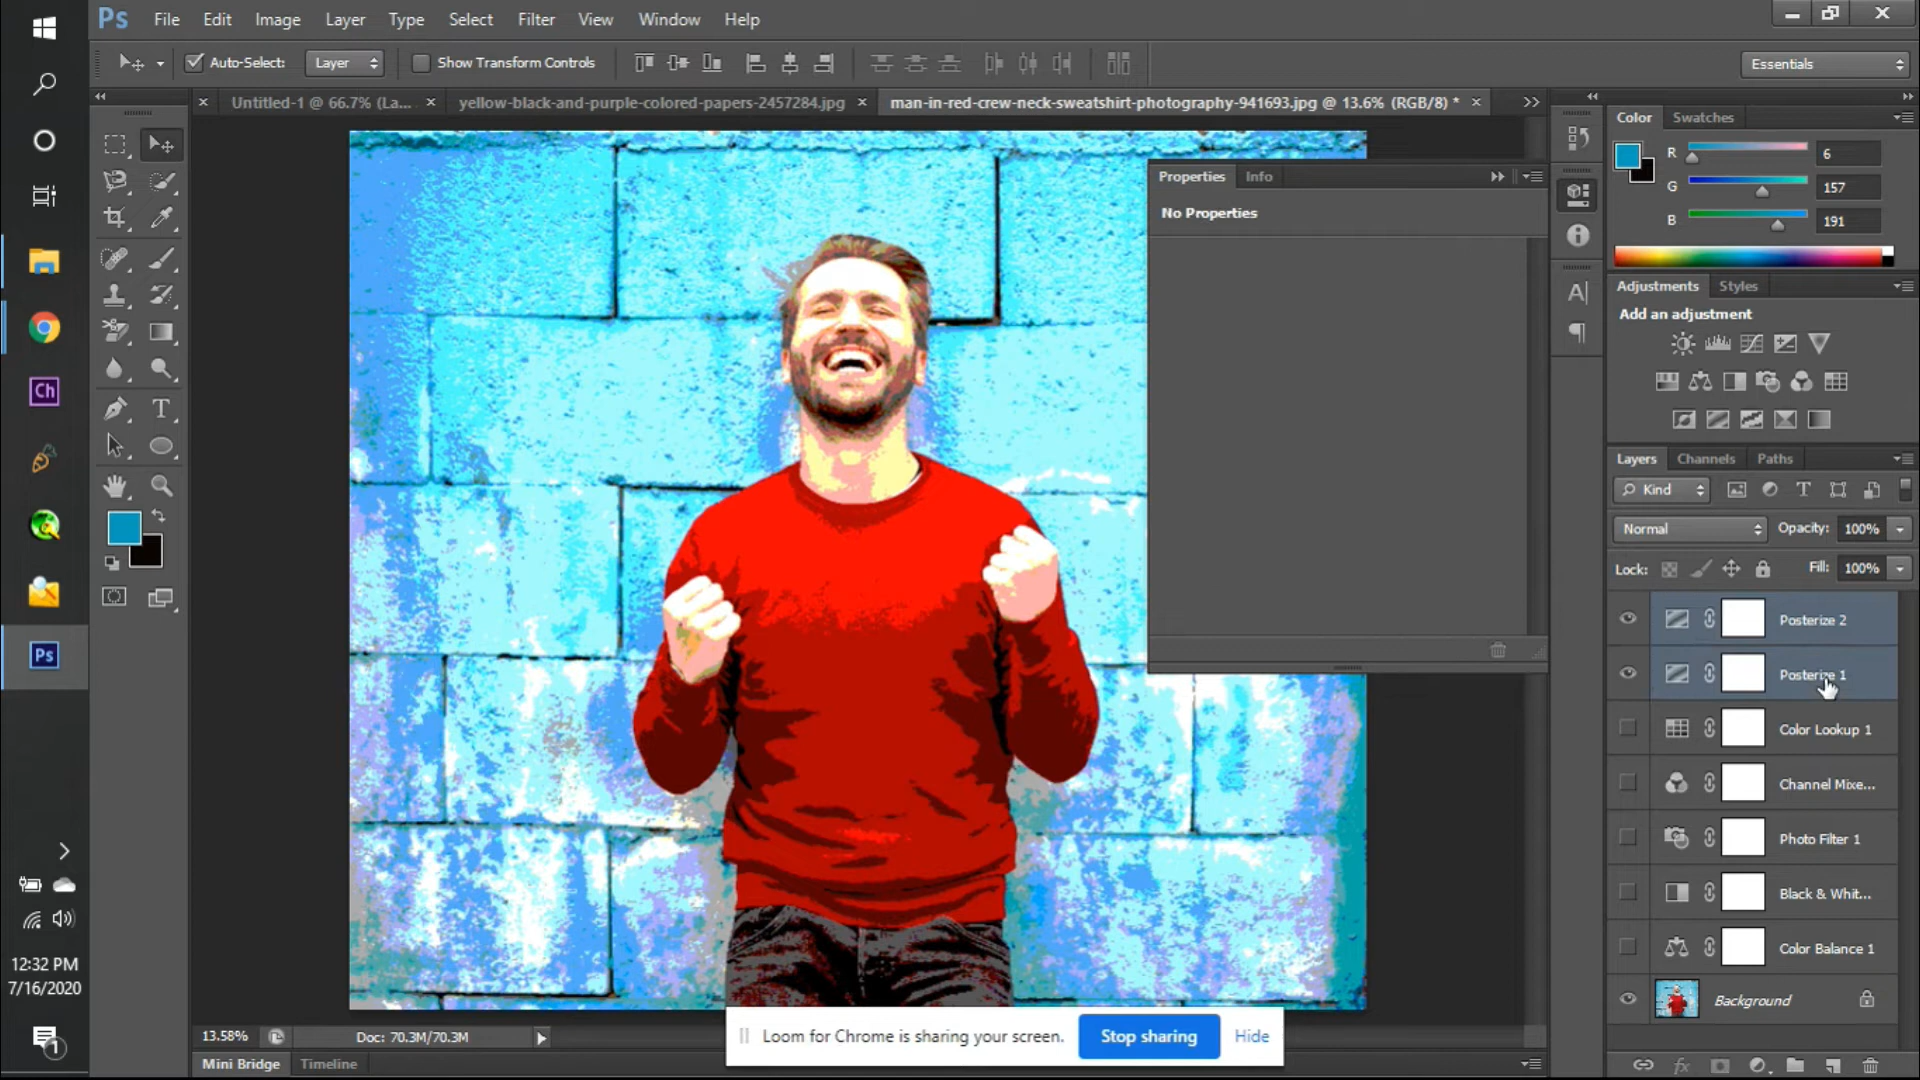 Ps File Edit Image Layer Type Select Filter View Window Help
Auto-Select: Layer Show Transform Controls Essentials
Untitled-1 @ 66.7% (La... yellow-black-and-purple-colored-papers-2457284.jpg man-in-red-crew-neck-sweatshirt-photography-941693.jpg @ 13.6% (RGB/8) *
Color Swatches
R 6
G 157
B 191
Properties Info
No Properties
Adjustments Styles
Add an adjustment
Layers Channels Paths
Kind
Normal Opacity: 100%
Lock: Fill: 100%
Posterize 2
Posterize 1
Color Lookup 1
Channel Mixe...
Photo Filter 1
Black & Whit...
Color Balance 1
Background
Ch
Ps
12:32 PM
7/16/2020
1
13.58% Doc: 70.3M/70.3M
Loom for Chrome is sharing your screen. Stop sharing Hide
Mini Bridge Timeline